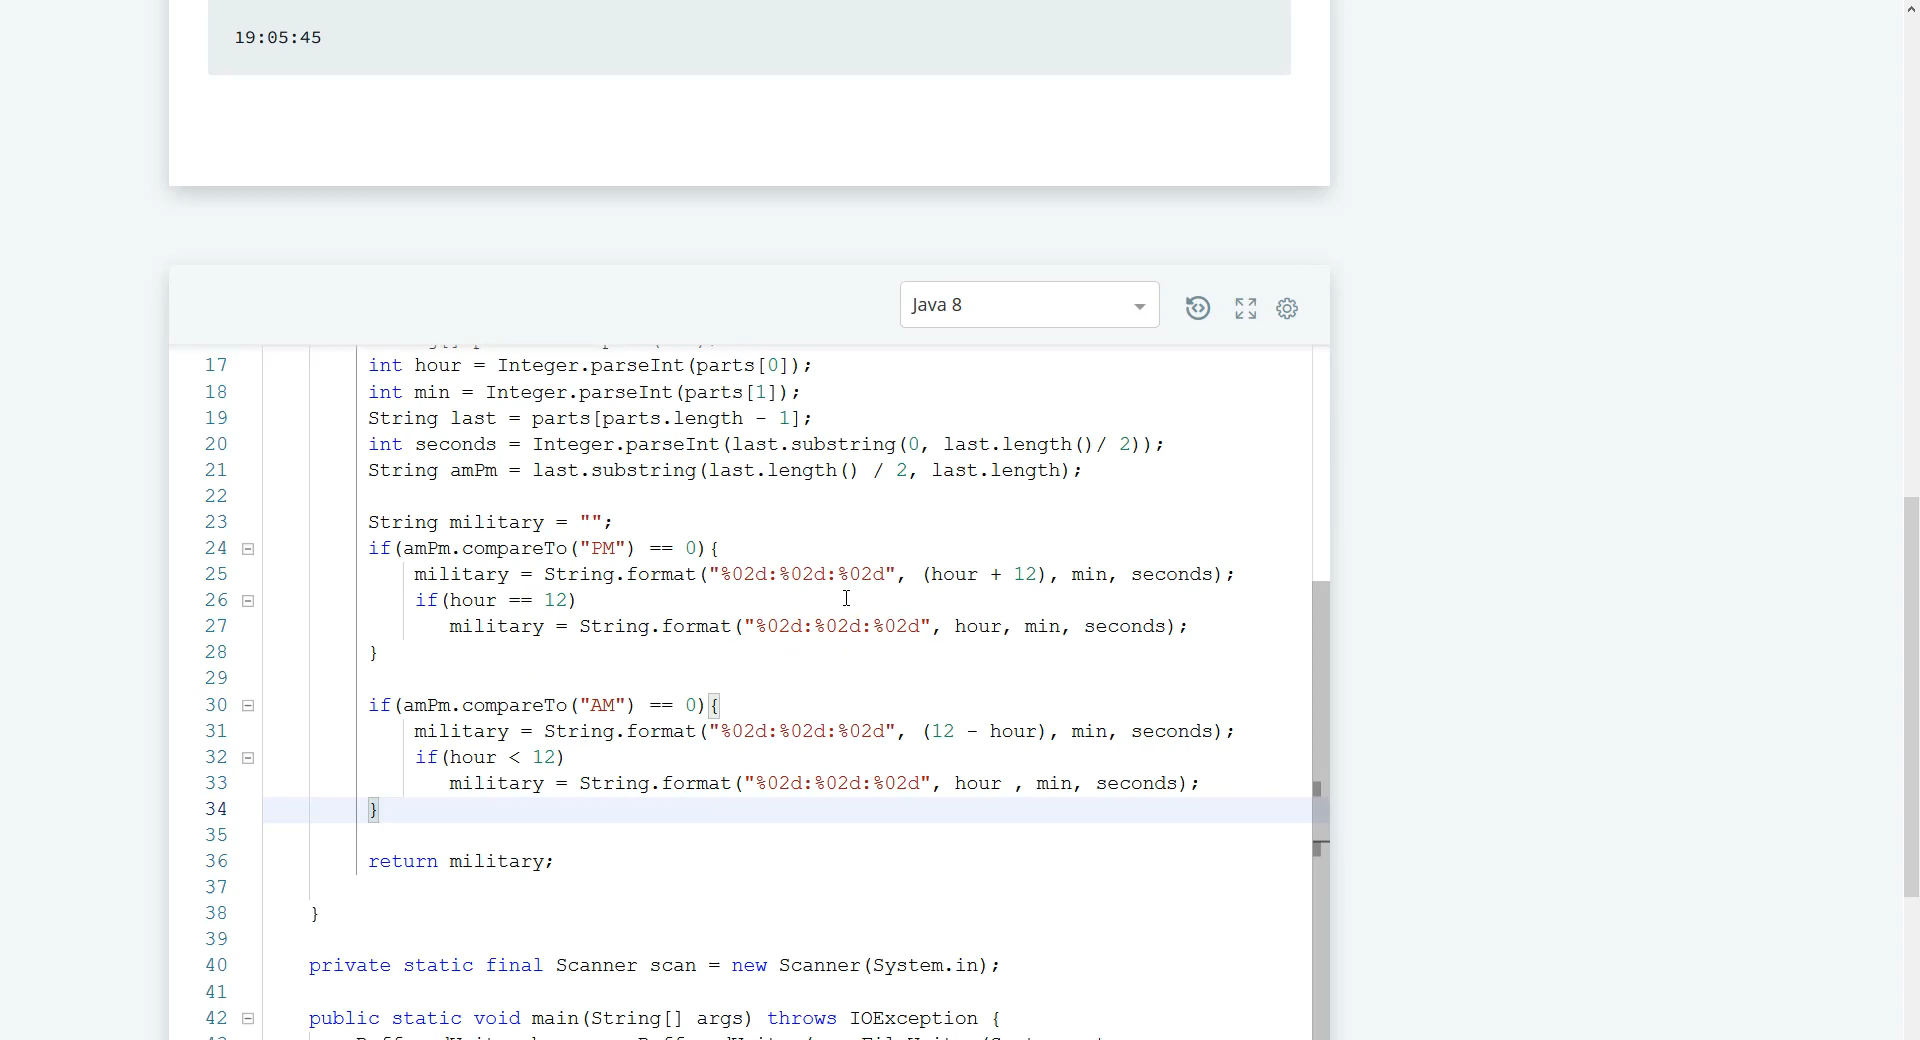 19:05:45
Java 8
17 int hour = Integer.parseInt(parts[0]);
18 int min = Integer.parseInt(parts[1]);
19 String last = parts[parts.length - 1];
20 int seconds = Integer.parseInt(last.substring(0, last.length()/ 2));
21 String amPm = last.substring(last.length() / 2, last.length);
22
23 String military = "";
24 if(amPm.compareTo("PM") == 0){
25 military = String.format("%02d:%02d:%02d", (hour + 12), min, seconds);
26 if(hour == 12)
27 military = String.format("%02d:%02d:%02d", hour, min, seconds);
28 }
29
30 if(amPm.compareTo("AM") == 0){
31 military = String.format("%02d:%02d:%02d", (12 - hour), min, seconds);
32 if(hour < 12)
33 military = String.format("%02d:%02d:%02d", hour , min, seconds);
34 }
35
36 return military;
37
38 }
39
40 private static final Scanner scan = new Scanner(System.in);
41
42 public static void main(String[] args) throws IOException {